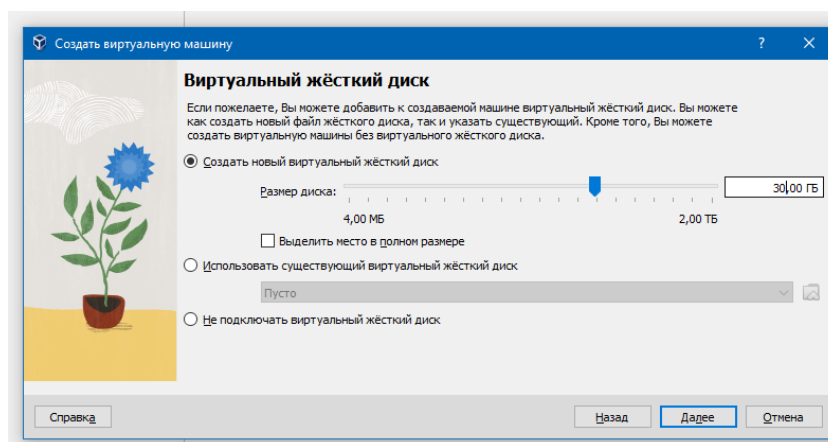 Создать виртуальную машину
?
Виртуальный жёсткий диск
Если пожелаете, Вы можете добавить к создаваемой машине виртуальный жёсткий диск. Вы можете
как создать новый файл жёсткого диска, так и указать существующий. Кроме того, Вы можете
создать виртуальную машины без виртуального жёсткого диска.
Создать новый виртуальный жёсткий диск
Размер диска:
30,00 ГБ
4,00 МБ 2,00 ТБ
Выделить место в полном размере
Использовать существующий виртуальный жёсткий диск
Пусто
Не подключать виртуальный жёсткий диск
Справка Назад Далее Отмена